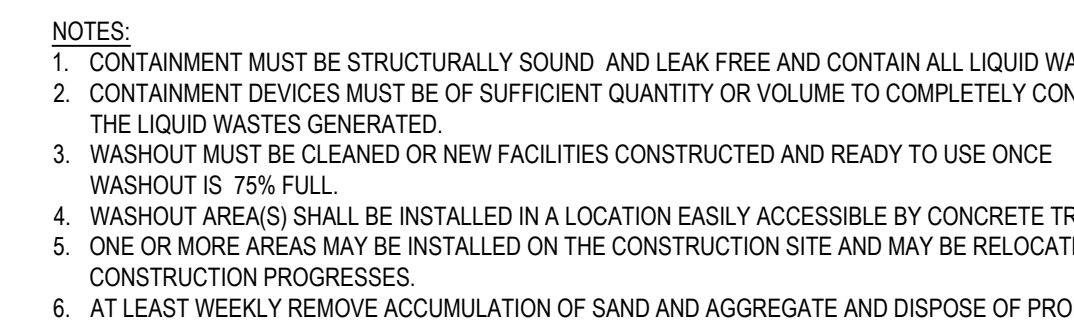 NOTES:
1. CONTAINMENT MUST BE STRUCTURALLY SOUND AND LEAK FREE AND CONTAIN ALL LIQUID WA
2. CONTAINMENT DEVICES MUST BE OF SUFFICIENT QUANTITY OR VOLUME TO COMPLETELY CON
THE LIQUID WASTES GENERATED.
3. WASHOUT MUST BE CLEANED OR NEW FACILITIES CONSTRUCTED AND READY TO USE ONCE
WASHOUT IS 75% FULL.
4. WASHOUT AREA(S) SHALL BE INSTALLED IN A LOCATION EASILY ACCESSIBLE BY CONCRETE TR
5. ONE OR MORE AREAS MAY BE INSTALLED ON THE CONSTRUCTION SITE AND MAY BE RELOCAT
CONSTRUCTION PROGRESSES.
6. AT LEAST WEEKLY REMOVE ACCUMULATION OF SAND AND AGGREGATE AND DISPOSE OF PRO